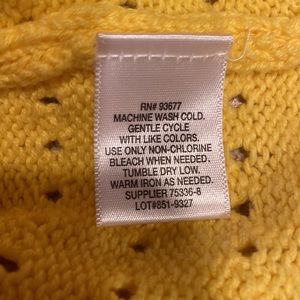 RN# 93677
MACHINE WASH COLD.
GENTLE CYCLE
WITH LIKE COLORS.
USE ONLY NON-CHLORINE
BLEACH WHEN NEEDED.
TUMBLE DRY LOW.
WARM IRON AS NEEDED.
SUPPLIER 75336-8
LOT#851-9327